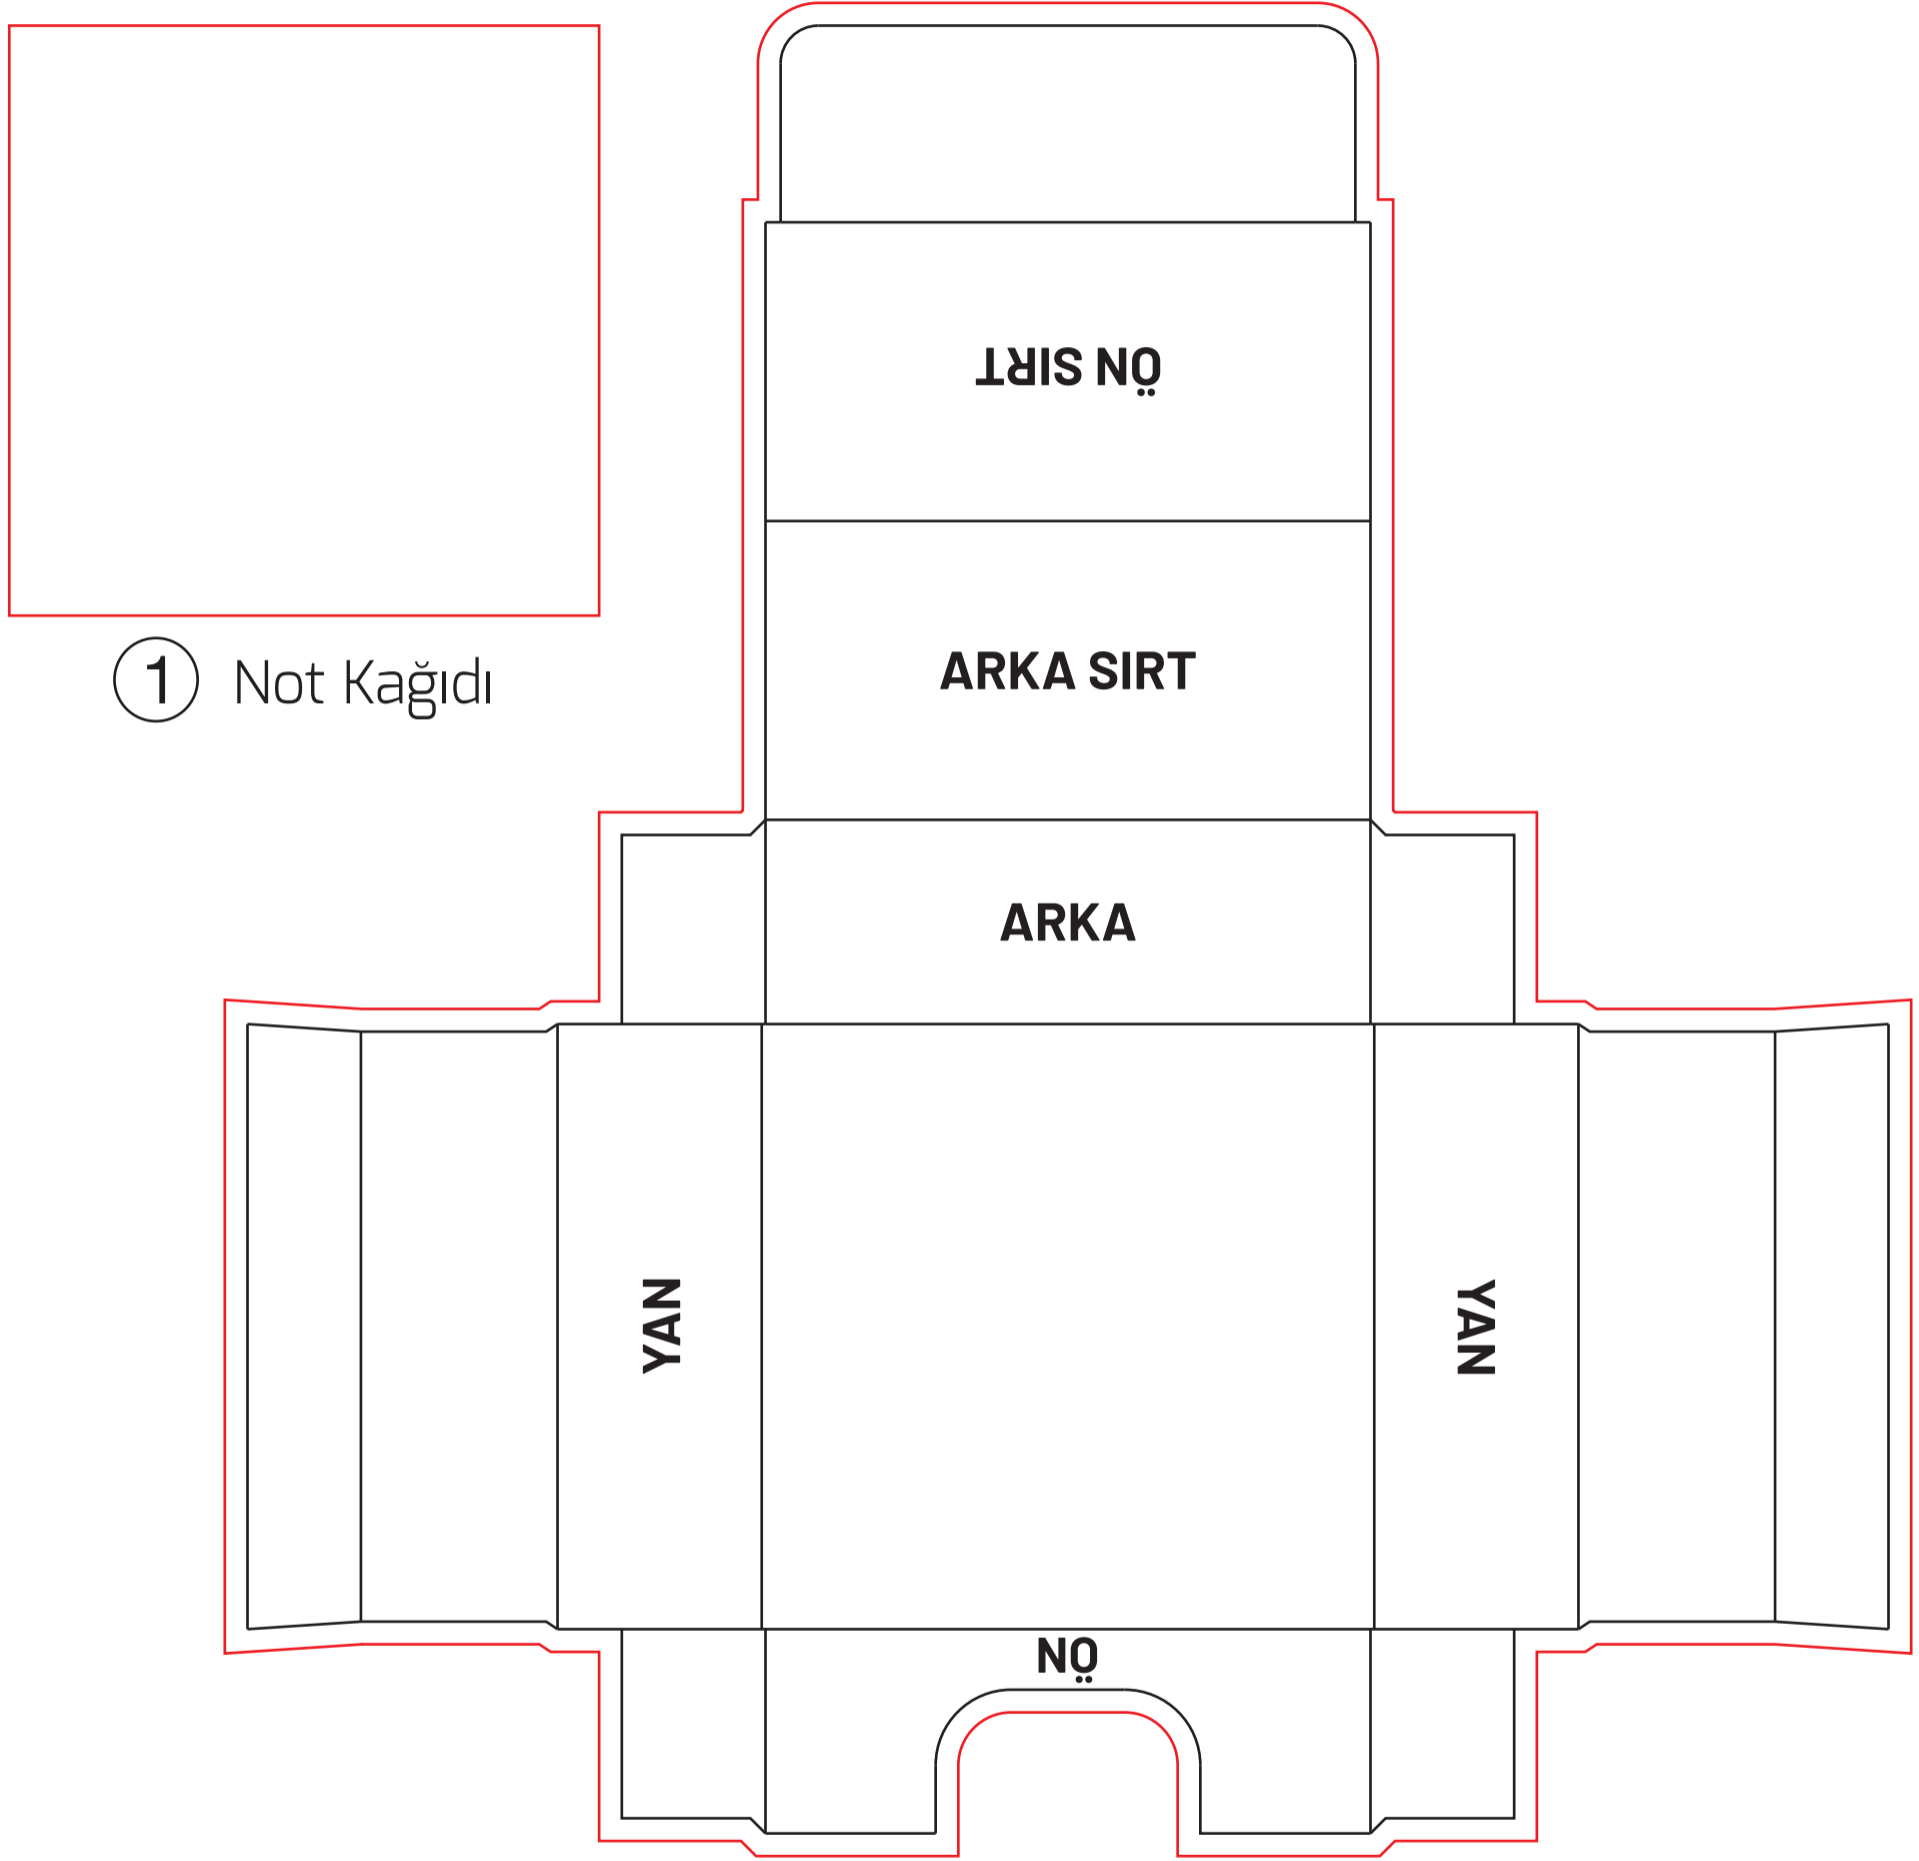 ÖN SIRT
ARKA SIRT
1 Not Kağıdı
ARKA
YAN
YAN
ÖN